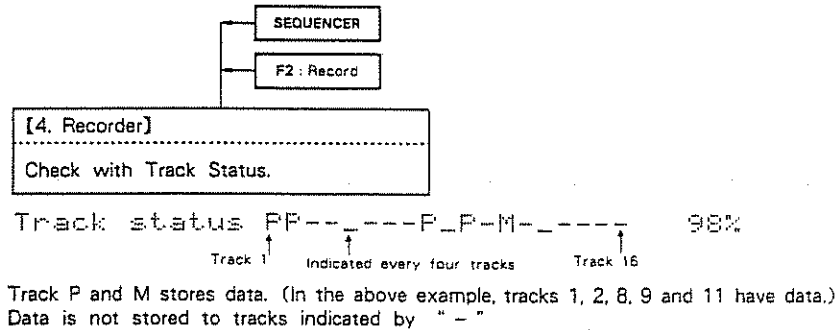 SEQUENCER
F2 : Record
[4. Recorder]
Check with Track Status.
Track status PP--_---P_P-M-_---- 98%
Track 1 Indicated every four tracks Track 16
Track P and M stores data. (In the above example, tracks 1, 2, 8, 9 and 11 have data.)
Data is not stored to tracks indicated by " – "